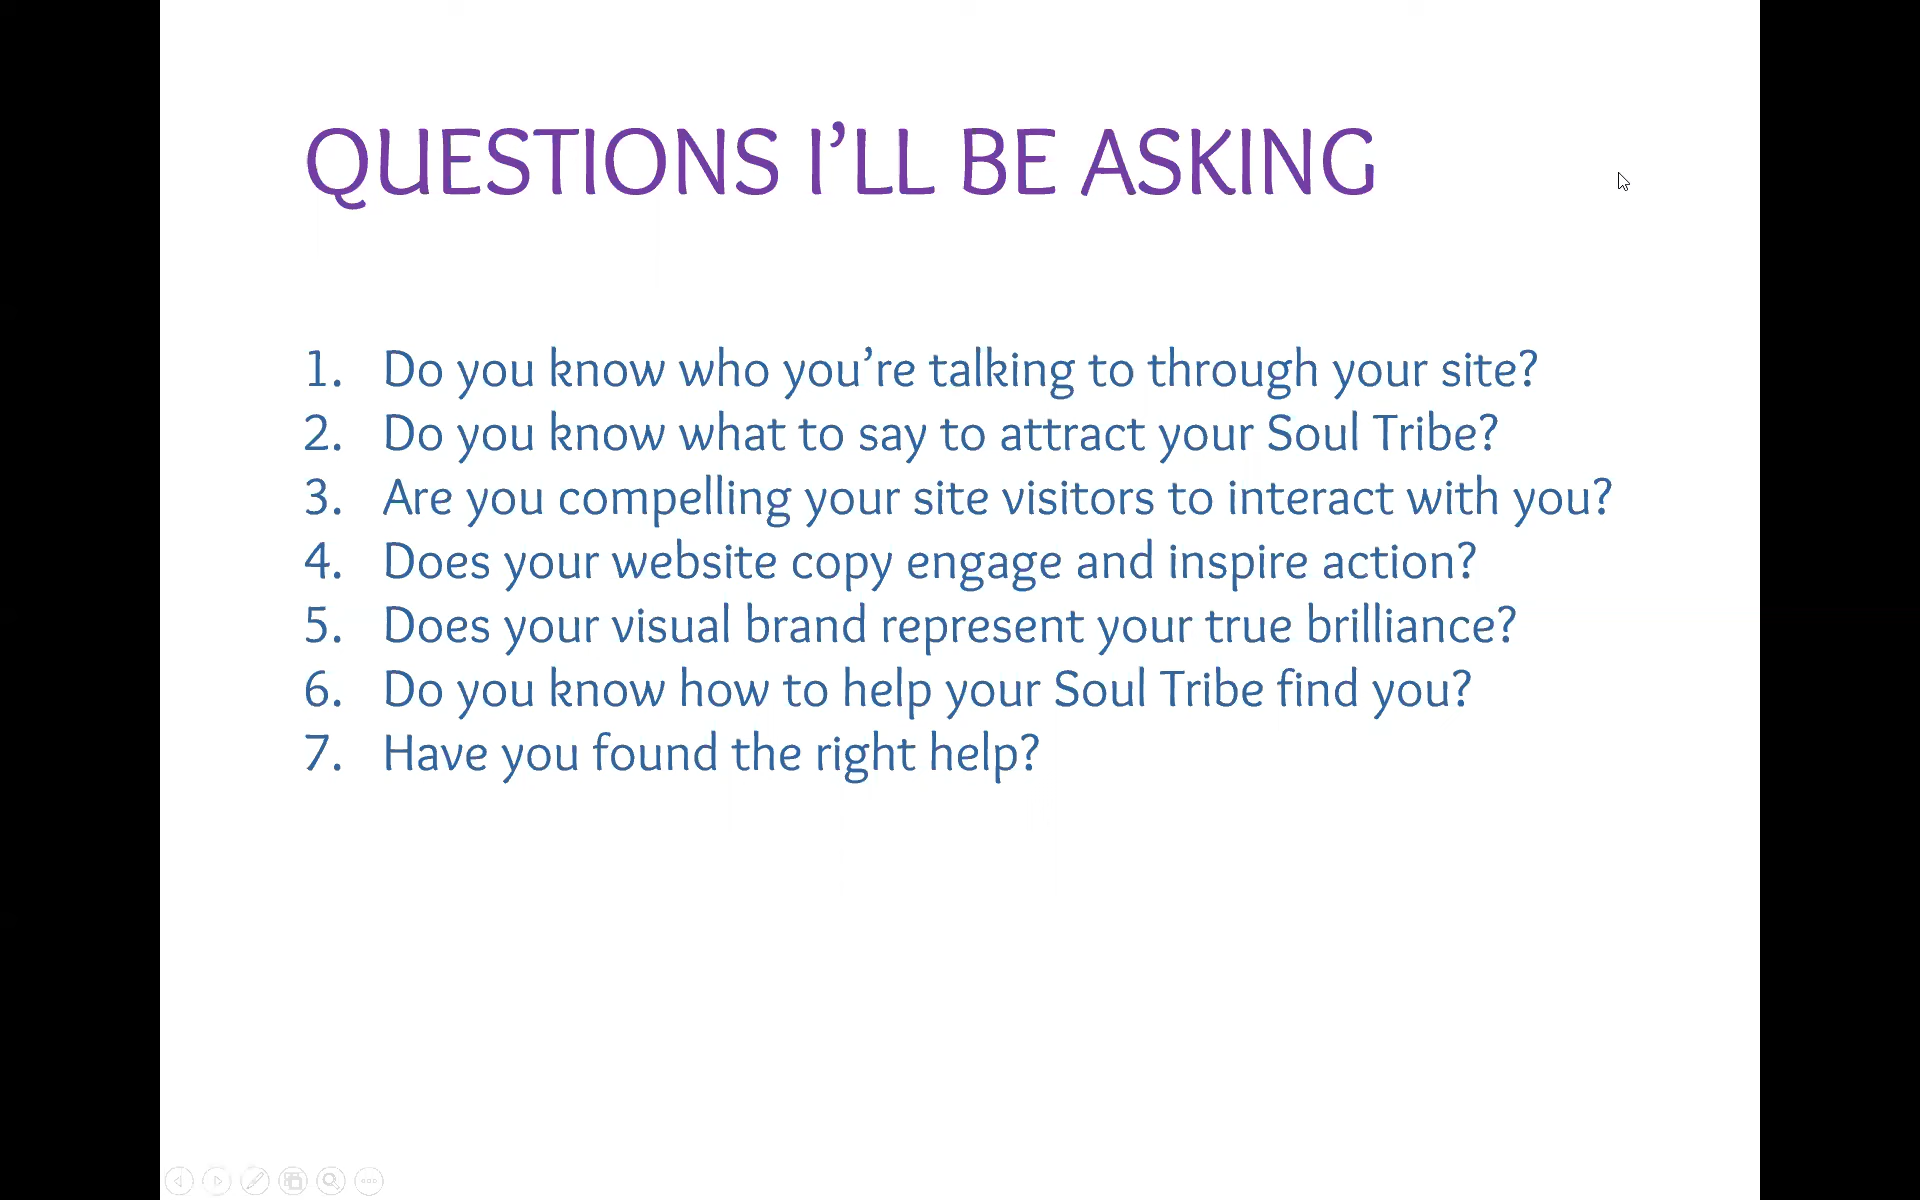 QUESTIONS I’LL BE ASKING
1. Do you know who you’re talking to through your site?
2. Do you know what to say to attract your Soul Tribe?
3. Are you compelling your site visitors to interact with you?
4. Does your website copy engage and inspire action?
5. Does your visual brand represent your true brilliance?
6. Do you know how to help your Soul Tribe find you?
7. Have you found the right help?